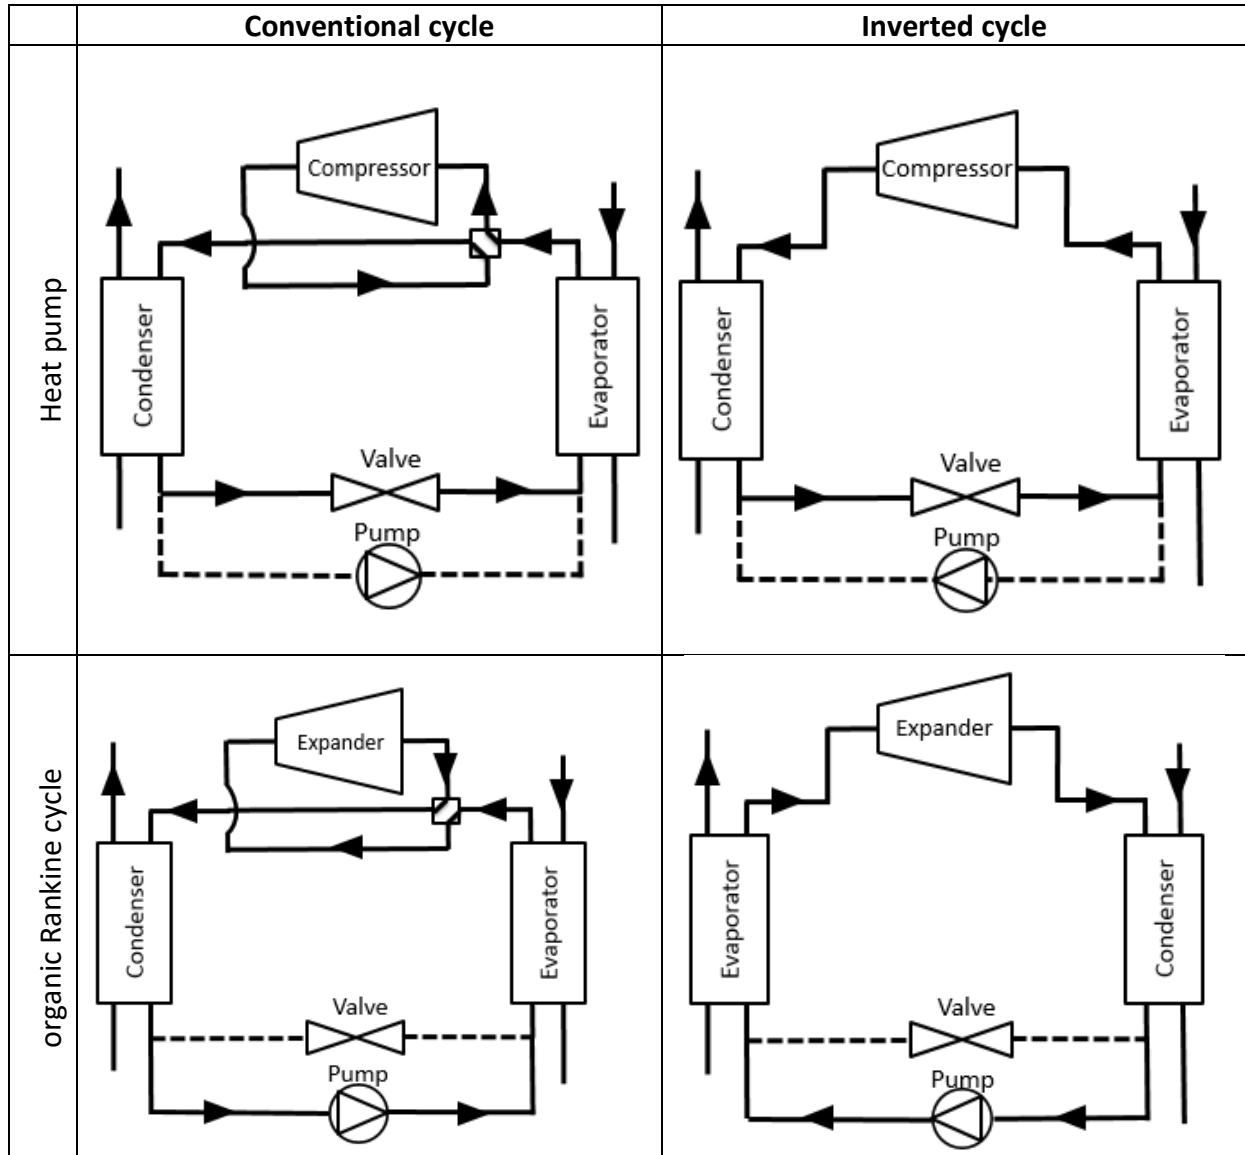 Conventional cycle
Inverted cycle
Heat pump
Compressor
Condenser
Evaporator
Valve
Pump
Compressor
Condenser
Evaporator
Valve
Pump
organic Rankine cycle
Expander
Condenser
Evaporator
Valve
Pump
Expander
Evaporator
Condenser
Valve
Pump